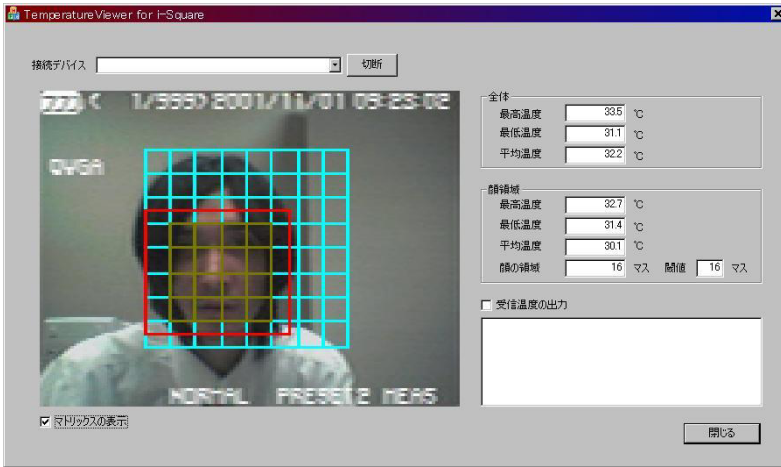 TemperatureViewer for i-Square
接続デバイス
切断
1/999> 2001/11/01 09:23:02
QVGA
NORMAL PRESET2 MEAS
マトリックスの表示
全体
最高温度 33.5 ℃
最低温度 31.1 ℃
平均温度 32.2 ℃
顔領域
最高温度 32.7 ℃
最低温度 31.4 ℃
平均温度 30.1 ℃
顔の領域 16 マス 閾値 16 マス
受信温度の出力
閉じる